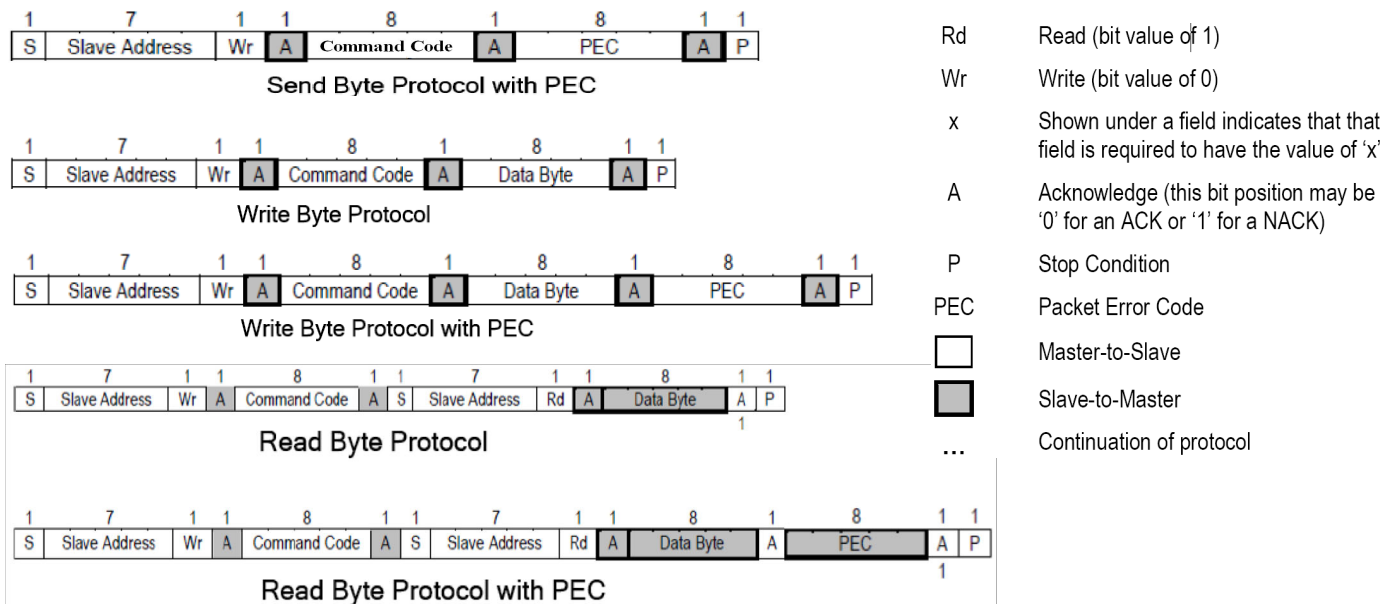 1 7 1 1 8 1 8 1 1
S Slave Address Wr A Command Code A PEC A P
Send Byte Protocol with PEC
1 7 1 1 8 1 8 1 1
S Slave Address Wr A Command Code A Data Byte A P
Write Byte Protocol
1 7 1 1 8 1 8 1 8 1 1
S Slave Address Wr A Command Code A Data Byte A PEC A P
Write Byte Protocol with PEC
1 7 1 1 8 1 1 7 1 1 8 1 1
S Slave Address Wr A Command Code A S Slave Address Rd A Data Byte A P
1
Read Byte Protocol
1 7 1 1 8 1 1 7 1 1 8 1 8 1 1
S Slave Address Wr A Command Code A S Slave Address Rd A Data Byte A PEC A P
1
Read Byte Protocol with PEC
Rd Read (bit value of 1)
Wr Write (bit value of 0)
x Shown under a field indicates that that
field is required to have the value of ‘x’
A Acknowledge (this bit position may be
‘0’ for an ACK or ‘1’ for a NACK)
P Stop Condition
PEC Packet Error Code
Master-to-Slave
Slave-to-Master
... Continuation of protocol